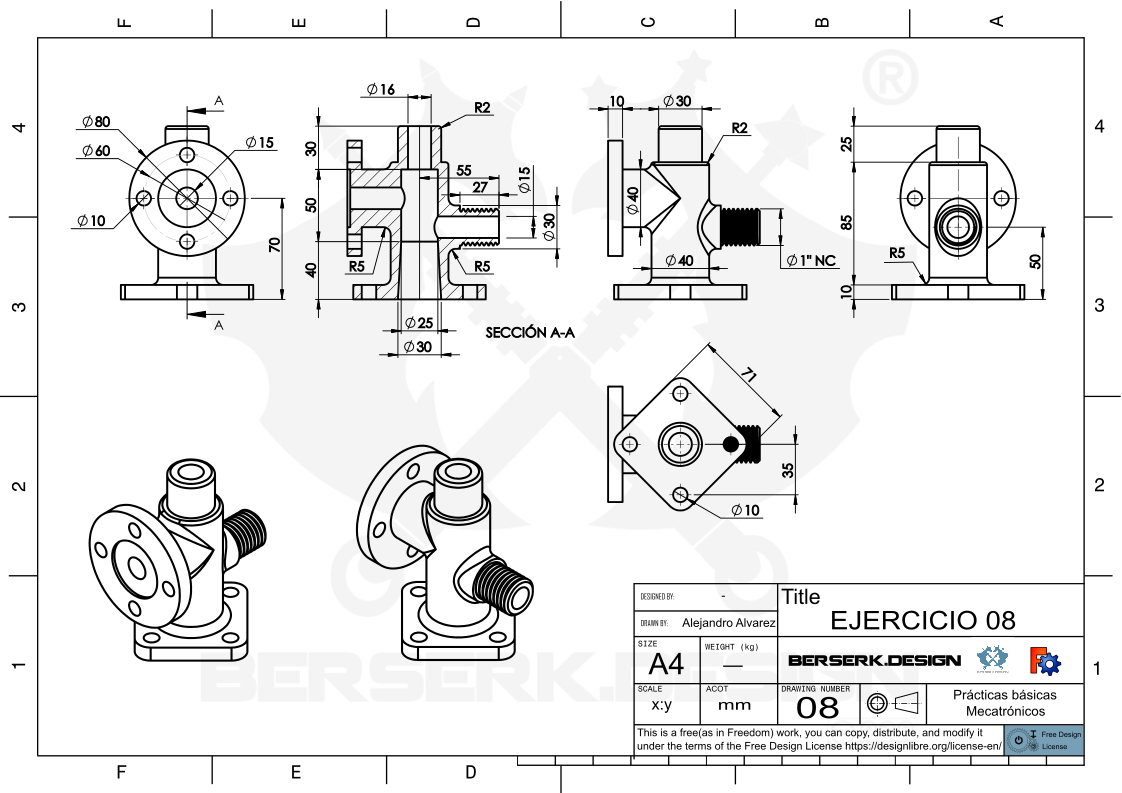 F E D C B A
4
4
3
3
2
2
1
1
F E D
A
A
Ø80
Ø60
Ø10
Ø15
70
Ø16
R2
30
50
40
55
27
Ø15
Ø30
R5
R5
Ø25
Ø30
SECCIÓN A-A
10
Ø30
R2
Ø40
Ø40
Ø1" NC
25
85
10
R5
50
71
35
Ø10
®
BERSERK.DESIGN
DESIGNED BY: -
DRAWN BY: Alejandro Alvarez
Title
EJERCICIO 08
SIZE
A4
WEIGHT (kg)
—
BERSERK.DESIGN
SCALE
x:y
ACOT
mm
DRAWING NUMBER
08
Prácticas básicas
Mecatrónicos
This is a free(as in Freedom) work, you can copy, distribute, and modify it
under the terms of the Free Design License https://designlibre.org/license-en/
Free Design
License